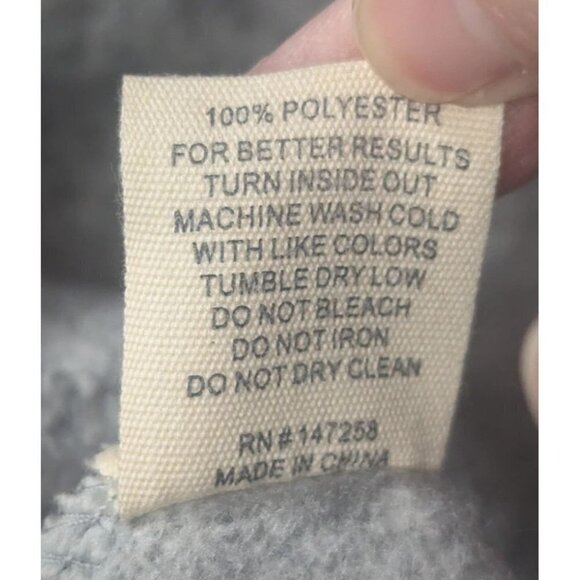 100% POLYESTER
FOR BETTER RESULTS
TURN INSIDE OUT
MACHINE WASH COLD
WITH LIKE COLORS
TUMBLE DRY LOW
DO NOT BLEACH
DO NOT IRON
DO NOT DRY CLEAN
RN # 147258
MADE IN CHINA